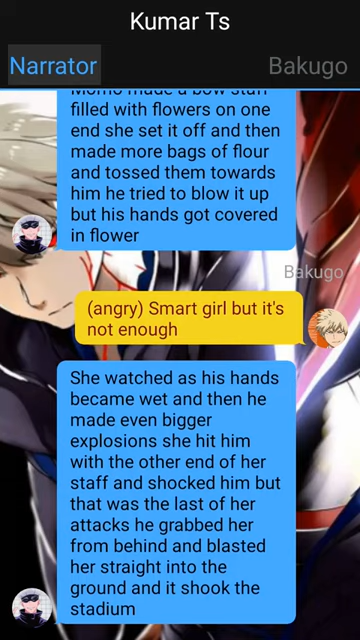 Kumar Ts
Narrator
Bakugo
Momo made a bow staff
filled with flowers on one
end she set it off and then
made more bags of flour
and tossed them towards
him he tried to blow it up
but his hands got covered
in flower
Bakugo
(angry) Smart girl but it's
not enough
She watched as his hands
became wet and then he
made even bigger
explosions she hit him
with the other end of her
staff and shocked him but
that was the last of her
attacks he grabbed her
from behind and blasted
her straight into the
ground and it shook the
stadium